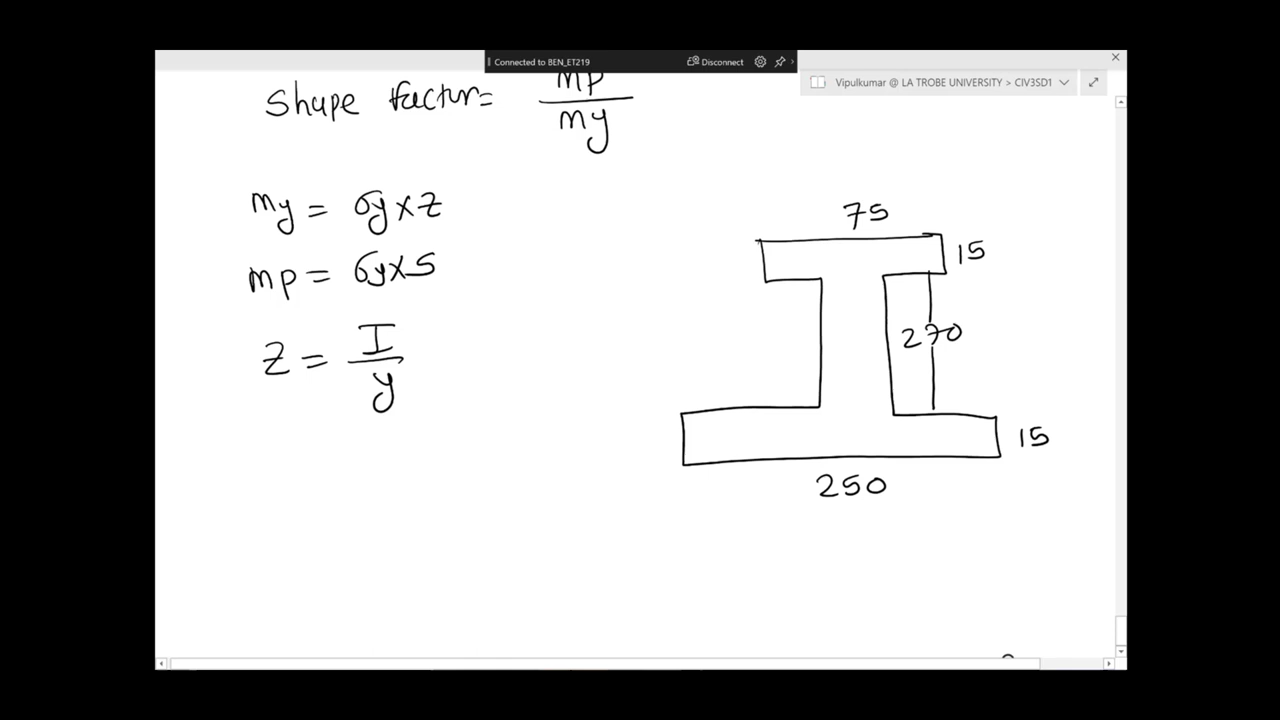 Connected to BEN_ET219
Disconnect
Vipulkumar @ LA TROBE UNIVERSITY > CIV3SD1
Shape factor = Mp
My
My = σy x Z
Mp = σy x S
Z = I
y
75
15
270
15
250